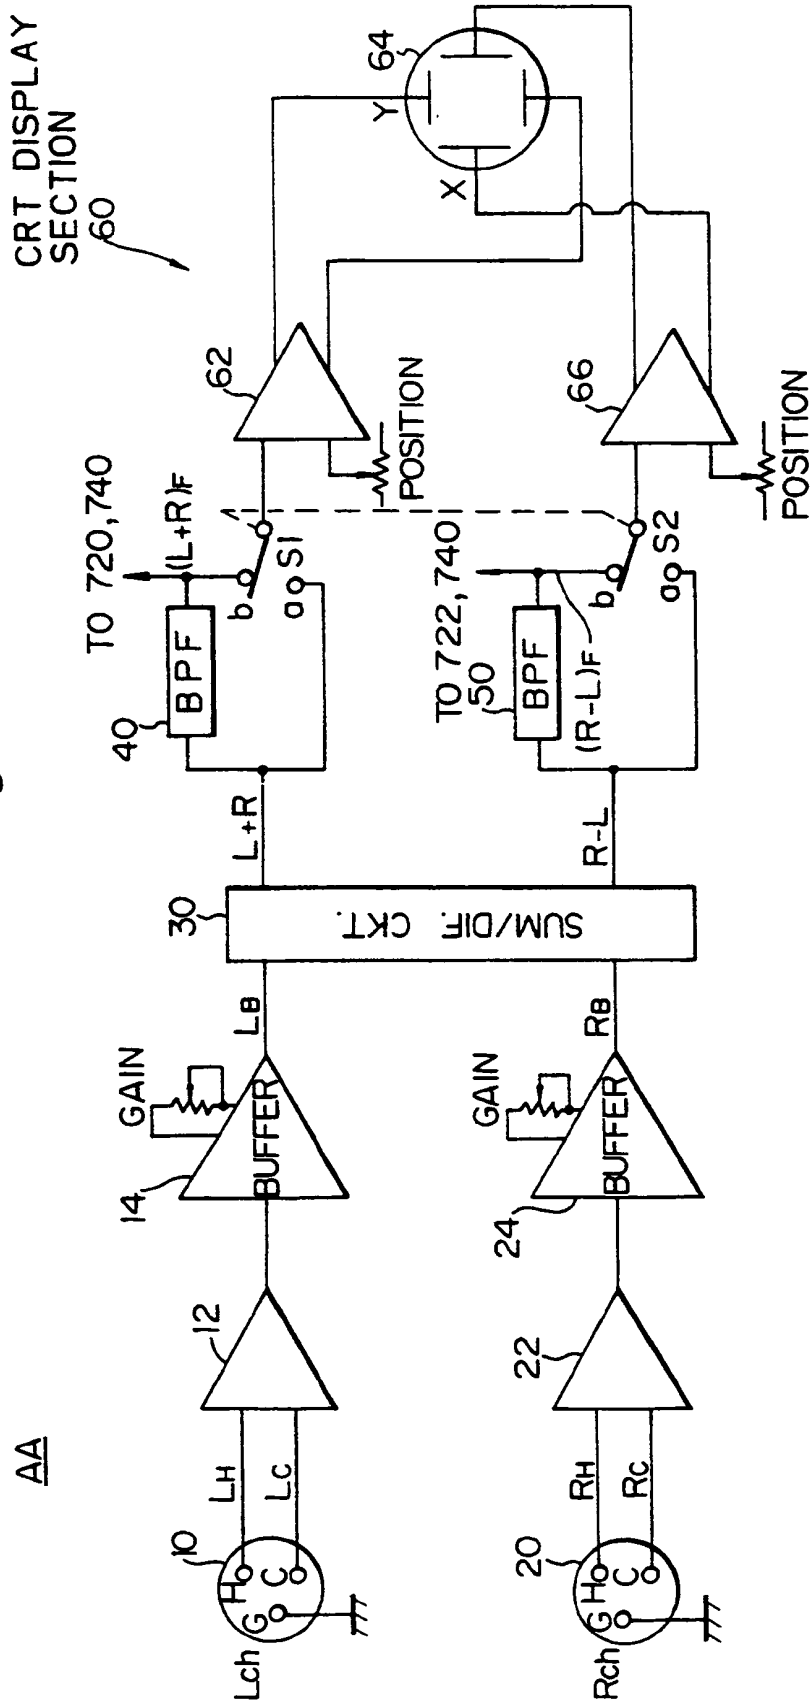 AA
CRT DISPLAY
SECTION
60
Lch
10
H
G
C
LH
LC
12
14
GAIN
BUFFER
LB
30
SUM/DIF. CKT.
L+R
40
BPF
TO 720,740
(L+R)F
b
a
S1
62
POSITION
Y
X
64
Rch
20
H
G
C
RH
RC
22
24
GAIN
BUFFER
RB
R-L
50
BPF
TO 722,740
(R-L)F
b
a
S2
66
POSITION